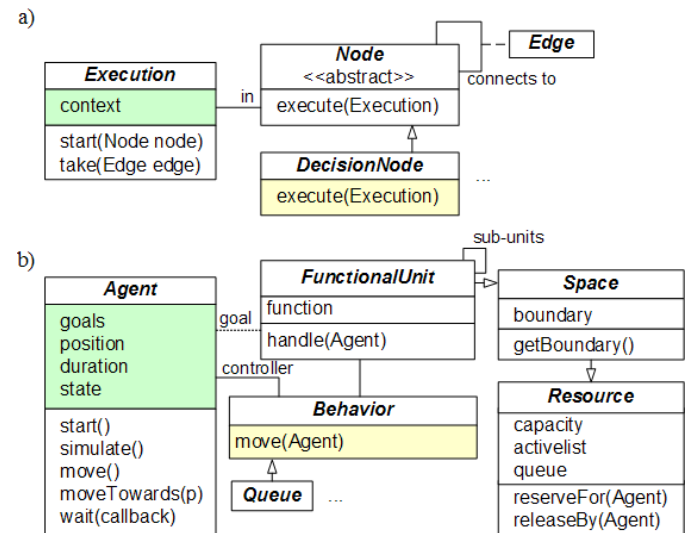 a)
Node
<<abstract>>
execute(Execution)
Edge
connects to
Execution
context
start(Node node)
take(Edge edge)
in
DecisionNode
execute(Execution)
...
b)
sub-units
Agent
goals
position
duration
state
start()
simulate()
move()
moveTowards(p)
wait(callback)
goal
controller
FunctionalUnit
function
handle(Agent)
Behavior
move(Agent)
Queue
...
Space
boundary
getBoundary()
Resource
capacity
activelist
queue
reserveFor(Agent)
releaseBy(Agent)